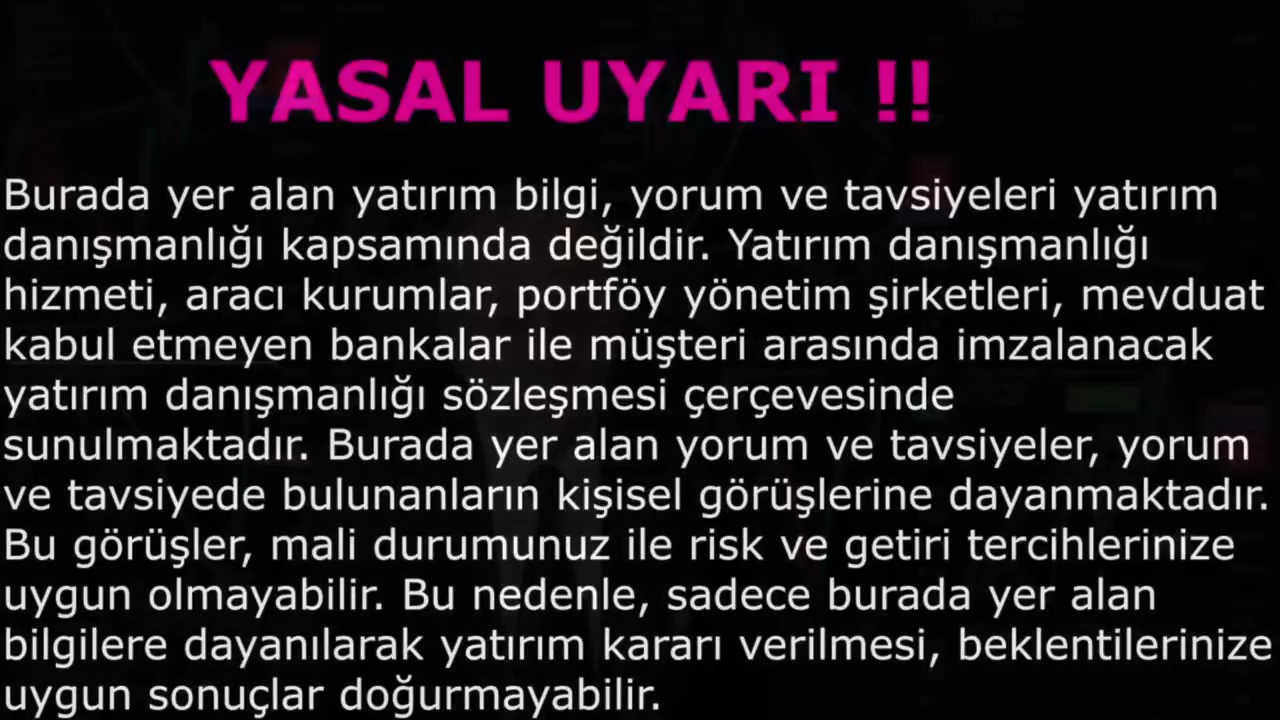 YASAL UYARI !!
Burada yer alan yatırım bilgi, yorum ve tavsiyeleri yatırım
danışmanlığı kapsamında değildir. Yatırım danışmanlığı
hizmeti, aracı kurumlar, portföy yönetim şirketleri, mevduat
kabul etmeyen bankalar ile müşteri arasında imzalanacak
yatırım danışmanlığı sözleşmesi çerçevesinde
sunulmaktadır. Burada yer alan yorum ve tavsiyeler, yorum
ve tavsiyede bulunanların kişisel görüşlerine dayanmaktadır.
Bu görüşler, mali durumunuz ile risk ve getiri tercihlerinize
uygun olmayabilir. Bu nedenle, sadece burada yer alan
bilgilere dayanılarak yatırım kararı verilmesi, beklentilerinize
uygun sonuçlar doğurmayabilir.